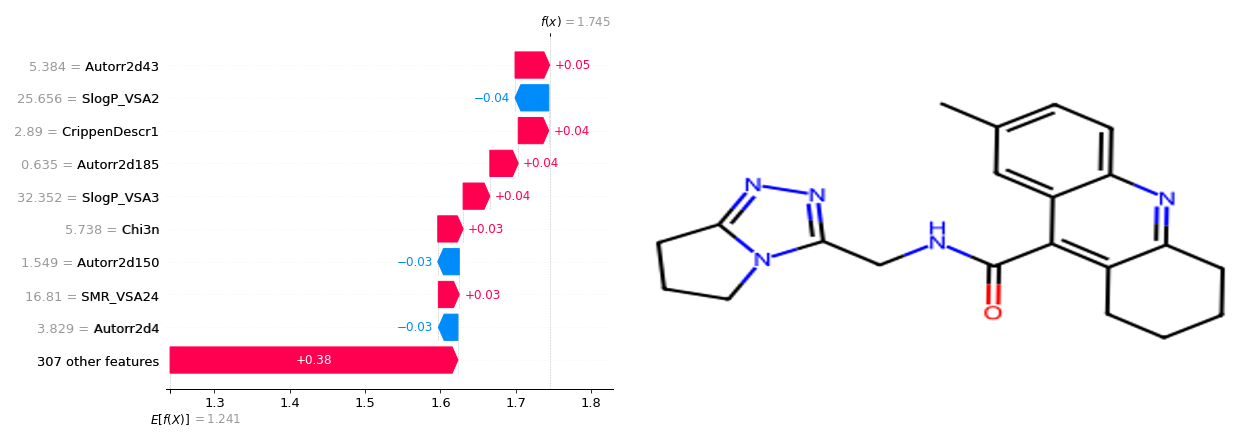 f(x) = 1.745
5.384 = Autorr2d43
+0.05
25.656 = SlogP_VSA2
−0.04
2.89 = CrippenDescr1
+0.04
0.635 = Autorr2d185
+0.04
32.352 = SlogP_VSA3
+0.04
5.738 = Chi3n
+0.03
1.549 = Autorr2d150
−0.03
16.81 = SMR_VSA24
+0.03
3.829 = Autorr2d4
−0.03
307 other features
+0.38
1.3 1.4 1.5 1.6 1.7 1.8
E[f(X)] = 1.241
N
N
N
H
N
O
N